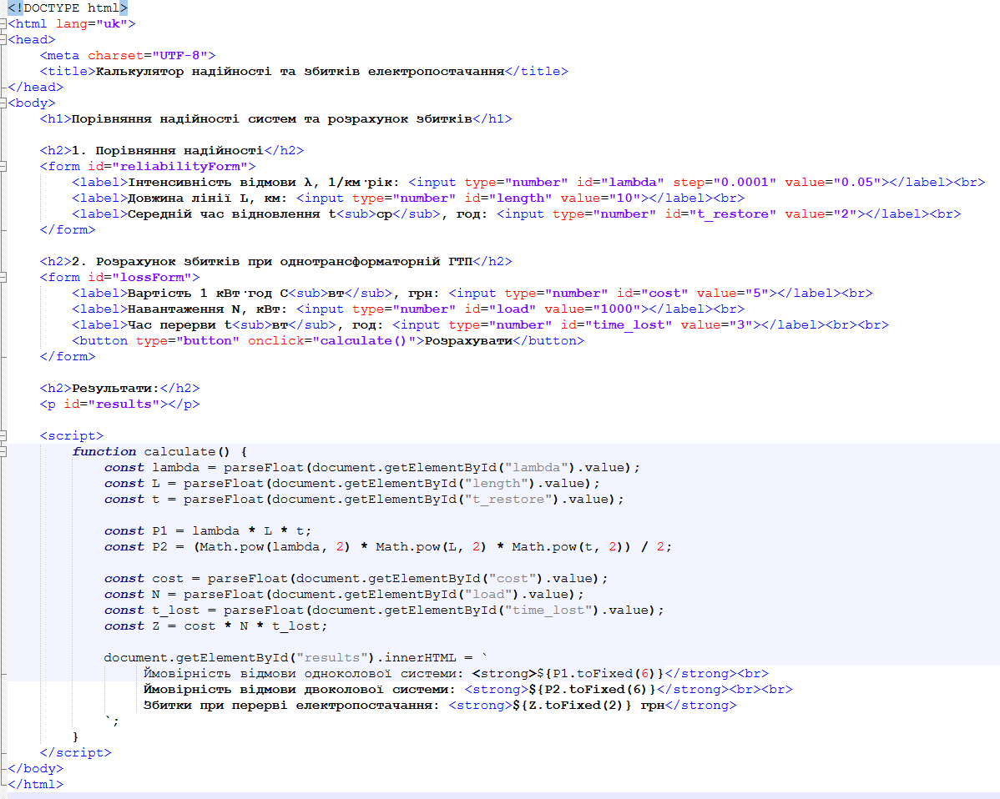 <!DOCTYPE html>
<html lang="uk">
<head>
    <meta charset="UTF-8">
    <title>Калькулятор надійності та збитків електропостачання</title>
</head>
<body>
    <h1>Порівняння надійності систем та розрахунок збитків</h1>

    <h2>1. Порівняння надійності</h2>
    <form id="reliabilityForm">
        <label>Інтенсивність відмови λ, 1/км·рік: <input type="number" id="lambda" step="0.0001" value="0.05"></label><br>
        <label>Довжина лінії L, км: <input type="number" id="length" value="10"></label><br>
        <label>Середній час відновлення t<sub>ср</sub>, год: <input type="number" id="t_restore" value="2"></label><br>
    </form>

    <h2>2. Розрахунок збитків при однотрансформаторній ГТП</h2>
    <form id="lossForm">
        <label>Вартість 1 кВт·год C<sub>вт</sub>, грн: <input type="number" id="cost" value="5"></label><br>
        <label>Навантаження N, кВт: <input type="number" id="load" value="1000"></label><br>
        <label>Час перерви t<sub>вт</sub>, год: <input type="number" id="time_lost" value="3"></label><br><br>
        <button type="button" onclick="calculate()">Розрахувати</button>
    </form>

    <h2>Результати:</h2>
    <p id="results"></p>

    <script>
        function calculate() {
            const lambda = parseFloat(document.getElementById("lambda").value);
            const L = parseFloat(document.getElementById("length").value);
            const t = parseFloat(document.getElementById("t_restore").value);

            const P1 = lambda * L * t;
            const P2 = (Math.pow(lambda, 2) * Math.pow(L, 2) * Math.pow(t, 2)) / 2;

            const cost = parseFloat(document.getElementById("cost").value);
            const N = parseFloat(document.getElementById("load").value);
            const t_lost = parseFloat(document.getElementById("time_lost").value);
            const Z = cost * N * t_lost;

            document.getElementById("results").innerHTML = `
                Ймовірність відмови одноколової системи: <strong>${P1.toFixed(6)}</strong><br>
                Ймовірність відмови двоколової системи: <strong>${P2.toFixed(6)}</strong><br><br>
                Збитки при перерві електропостачання: <strong>${Z.toFixed(2)} грн</strong>
            `;
        }
    </script>
</body>
</html>